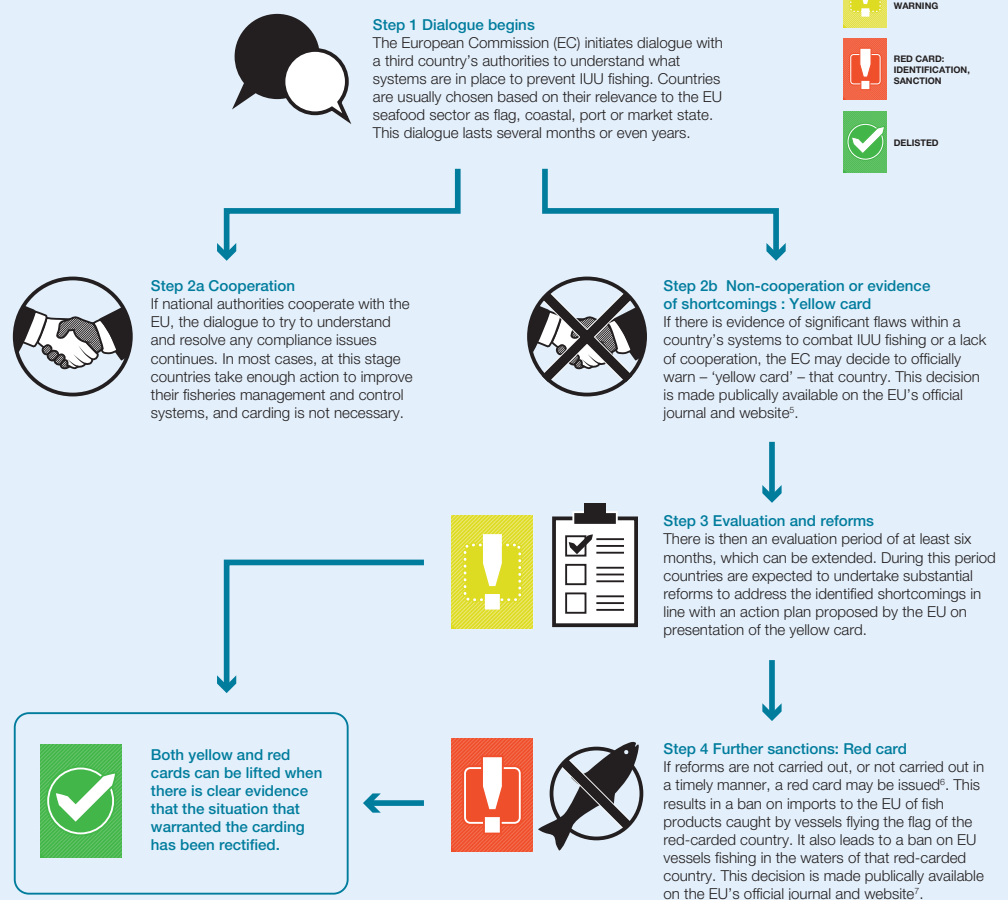 Step 1 Dialogue begins
The European Commission (EC) initiates dialogue with
a third country's authorities to understand what
systems are in place to prevent IUU fishing. Countries
are usually chosen based on their relevance to the EU
seafood sector as flag, coastal, port or market state.
This dialogue lasts several months or even years.
WARNING
RED CARD:
IDENTIFICATION,
SANCTION
DELISTED
Step 2a Cooperation
If national authorities cooperate with the
EU, the dialogue to try to understand
and resolve any compliance issues
continues. In most cases, at this stage
countries take enough action to improve
their fisheries management and control
systems, and carding is not necessary.
Step 2b Non-cooperation or evidence
of shortcomings : Yellow card
If there is evidence of significant flaws within a
country's systems to combat IUU fishing or a lack
of cooperation, the EC may decide to officially
warn – 'yellow card' – that country. This decision
is made publically available on the EU's official
journal and website⁵.
Step 3 Evaluation and reforms
There is then an evaluation period of at least six
months, which can be extended. During this period
countries are expected to undertake substantial
reforms to address the identified shortcomings in
line with an action plan proposed by the EU on
presentation of the yellow card.
Both yellow and red
cards can be lifted when
there is clear evidence
that the situation that
warranted the carding
has been rectified.
Step 4 Further sanctions: Red card
If reforms are not carried out, or not carried out in
a timely manner, a red card may be issued⁶. This
results in a ban on imports to the EU of fish
products caught by vessels flying the flag of the
red-carded country. It also leads to a ban on EU
vessels fishing in the waters of that red-carded
country. This decision is made publically available
on the EU's official journal and website⁷.